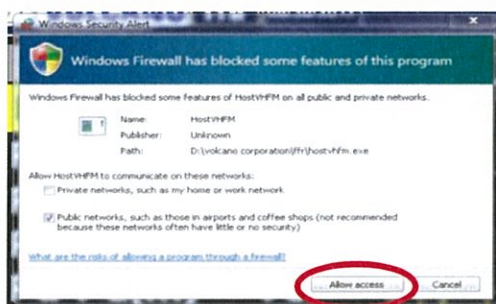 Windows Security Alert
Windows Firewall has blocked some features of this program
Windows Firewall has blocked some features of HostVHFM on all public and private networks.
Name: HostVHFM
Publisher: Unknown
Path: D:\volcano corporation\ffr\hostvhfm.exe
Allow HostVHFM to communicate on these networks:
Private networks, such as my home or work network
Public networks, such as those in airports and coffee shops (not recommended
because these networks often have little or no security)
What are the risks of allowing a program through a firewall?
Allow access Cancel